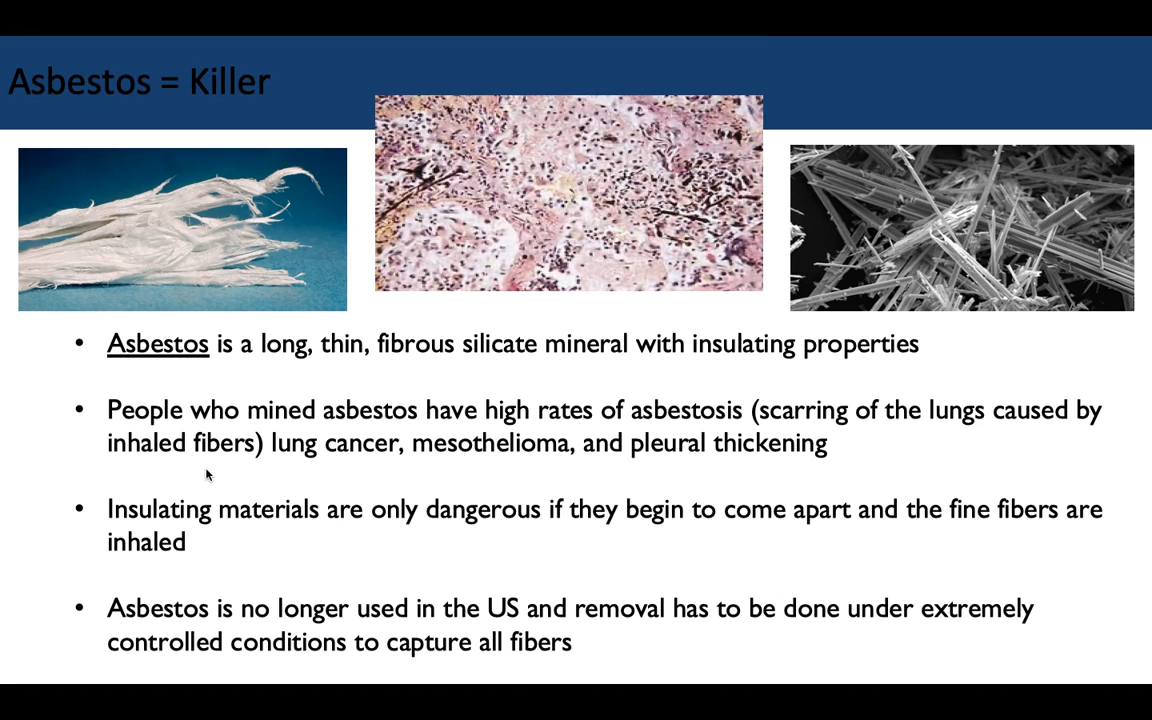 Asbestos = Killer
• Asbestos is a long, thin, fibrous silicate mineral with insulating properties
• People who mined asbestos have high rates of asbestosis (scarring of the lungs caused by
inhaled fibers) lung cancer, mesothelioma, and pleural thickening
• Insulating materials are only dangerous if they begin to come apart and the fine fibers are
inhaled
• Asbestos is no longer used in the US and removal has to be done under extremely
controlled conditions to capture all fibers